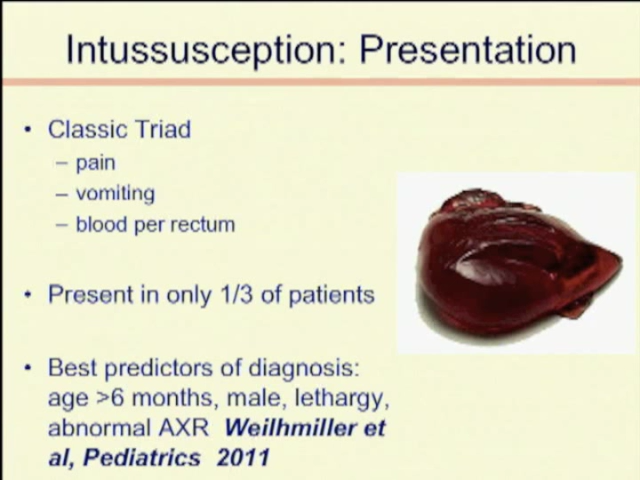 Intussusception: Presentation
• Classic Triad
– pain
– vomiting
– blood per rectum
• Present in only 1/3 of patients
• Best predictors of diagnosis:
age >6 months, male, lethargy,
abnormal AXR Weilhmiller et
al, Pediatrics 2011